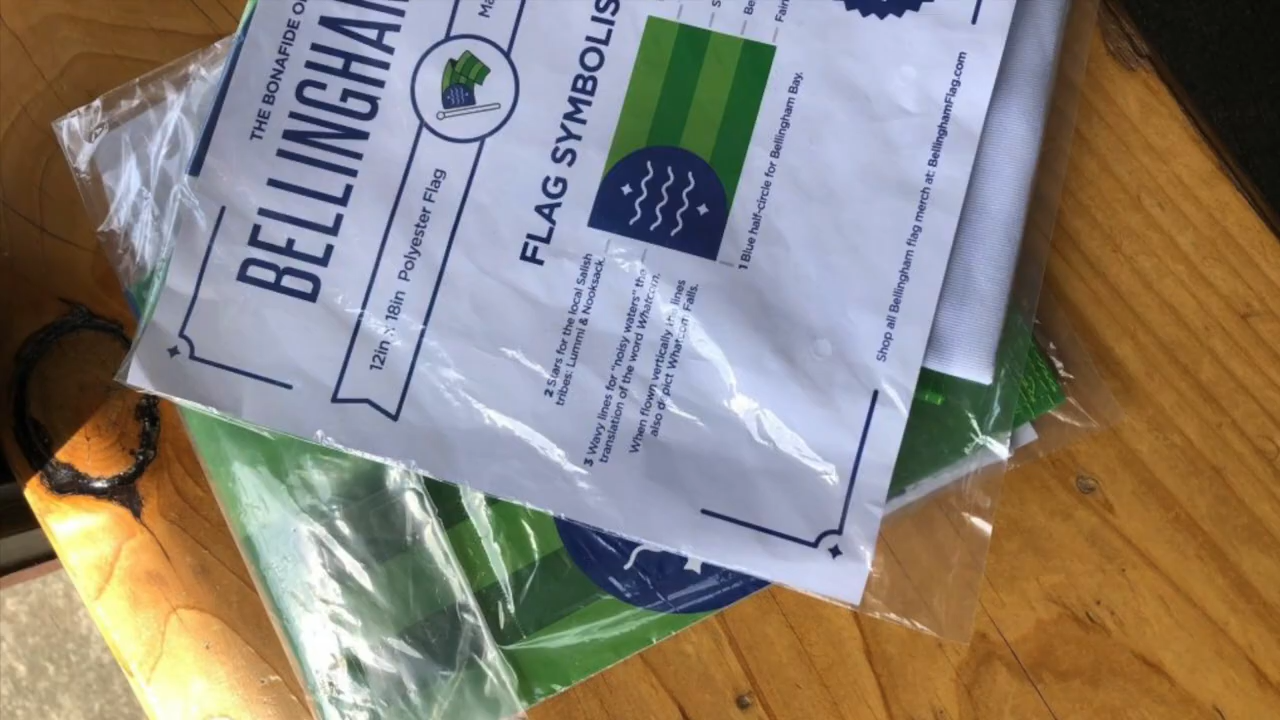 THE BONAFIDE
BELLINGHAM
12in x 18in Polyester Flag
FLAG SYMBOLIS
1 Blue half-circle for Bellingham Bay.
2 Stars for the local Salish
tribes: Lummi & Nooksack.
3 Wavy lines for "noisy waters" the
translation of the word Whatcom.
When flown vertically the lines
also depict Whatcom Falls.
Shop all Bellingham flag merch at: BellinghamFlag.com